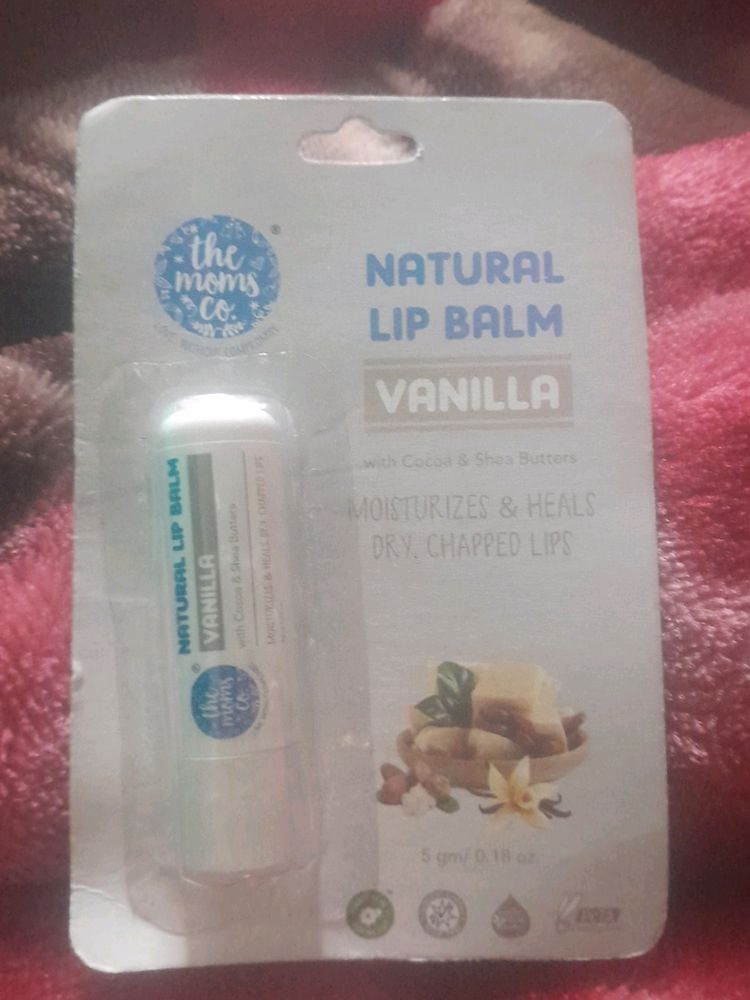 the
moms
co.
®
NATURAL
LIP BALM
VANILLA
with Cocoa & Shea Butters
MOISTURIZES & HEALS
DRY, CHAPPED LIPS
NATURAL LIP BALM
VANILLA
with Cocoa & Shea Butters
MOISTURIZES & HEALS DRY, CHAPPED LIPS
the
moms
co.
®
5 gm/ 0.18 oz.